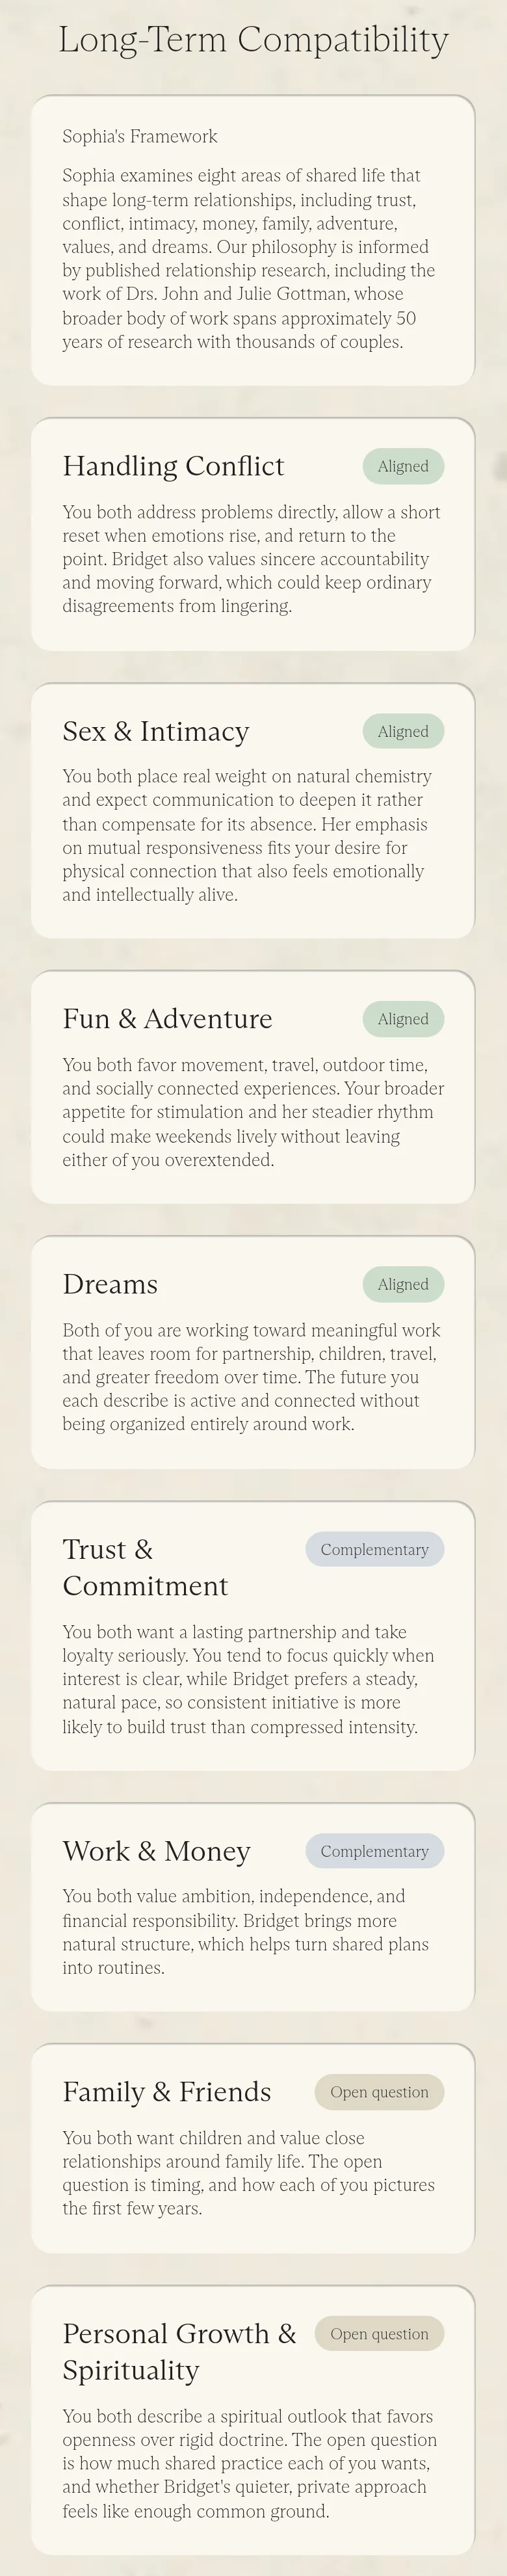 Long-Term Compatibility
Sophia's Framework
Sophia examines eight areas of shared life that
shape long-term relationships, including trust,
conflict, intimacy, money, family, adventure,
values, and dreams. Our philosophy is informed
by published relationship research, including the
work of Drs. John and Julie Gottman, whose
broader body of work spans approximately 50
years of research with thousands of couples.
Handling Conflict
Aligned
You both address problems directly, allow a short
reset when emotions rise, and return to the
point. Bridget also values sincere accountability
and moving forward, which could keep ordinary
disagreements from lingering.
Sex & Intimacy
Aligned
You both place real weight on natural chemistry
and expect communication to deepen it rather
than compensate for its absence. Her emphasis
on mutual responsiveness fits your desire for
physical connection that also feels emotionally
and intellectually alive.
Fun & Adventure
Aligned
You both favor movement, travel, outdoor time,
and socially connected experiences. Your broader
appetite for stimulation and her steadier rhythm
could make weekends lively without leaving
either of you overextended.
Dreams
Aligned
Both of you are working toward meaningful work
that leaves room for partnership, children, travel,
and greater freedom over time. The future you
each describe is active and connected without
being organized entirely around work.
Trust &
Commitment
Complementary
You both want a lasting partnership and take
loyalty seriously. You tend to focus quickly when
interest is clear, while Bridget prefers a steady,
natural pace, so consistent initiative is more
likely to build trust than compressed intensity.
Work & Money
Complementary
You both value ambition, independence, and
financial responsibility. Bridget brings more
natural structure, which helps turn shared plans
into routines.
Family & Friends
Open question
You both want children and value close
relationships around family life. The open
question is timing, and how each of you pictures
the first few years.
Personal Growth &
Spirituality
Open question
You both describe a spiritual outlook that favors
openness over rigid doctrine. The open question
is how much shared practice each of you wants,
and whether Bridget's quieter, private approach
feels like enough common ground.